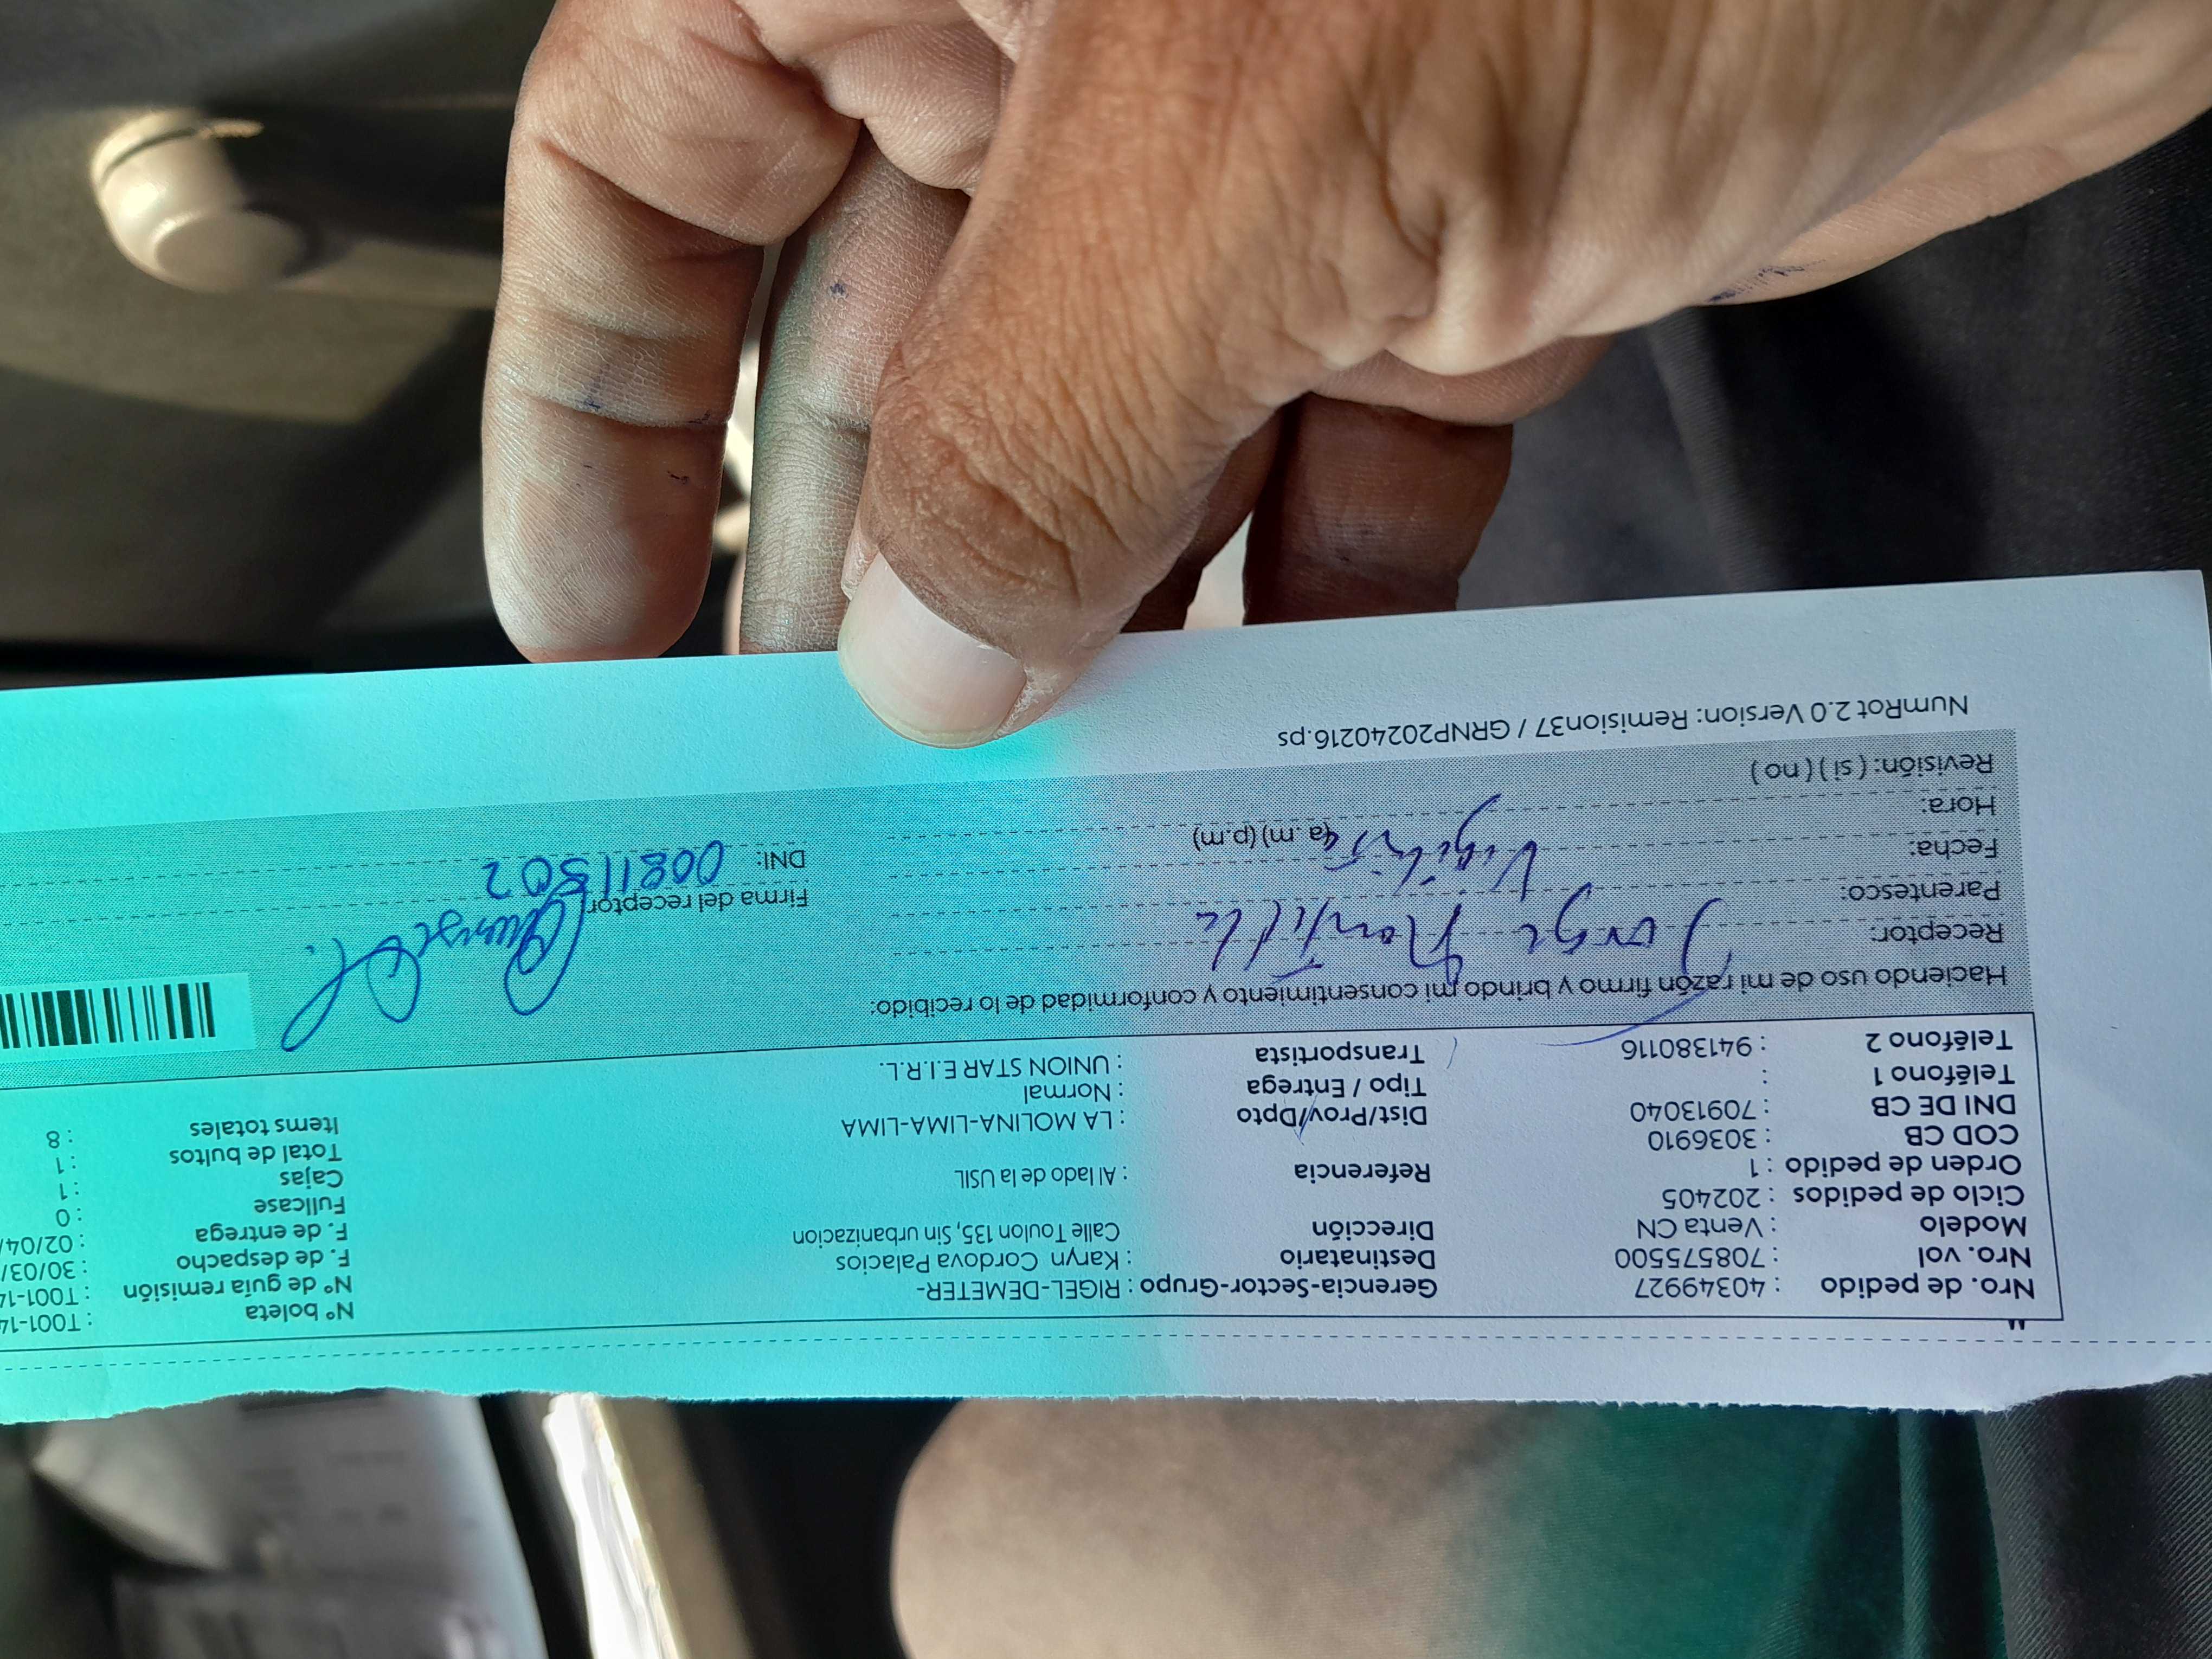 Nro. de pedido : 40349927 Gerencia-Sector-Grupo : RIGEL-DEMETER- Nº boleta : T001-14
Nro. vol : 708575500 Destinatario : Karyn Cordova Palacios Nº de guía remisión : T001-14
Modelo : Venta CN Dirección Calle Toulon 135, Sin urbanizacion F. de despacho : 30/03/
Ciclo de pedidos : 202405 F. de entrega : 02/04/
Orden de pedido : 1 Referencia : Al lado de la USIL Fullcase : 0
COD CB : 3036910 Cajas : 1
DNI DE CB : 70913040 Dist/Prov/Dpto : LA MOLINA-LIMA-LIMA Total de bultos : 1
Teléfono 1 : Tipo / Entrega : Normal Items totales : 8
Teléfono 2 : 941380116 Transportista : UNION STAR E.I.R.L.
Haciendo uso de mi razón firmo y brindo mi consentimiento y conformidad de lo recibido:
Receptor: Jorge
Parentesco: Firma del receptor
Fecha: DNI: 00811502
Hora: (a.m) (p.m)
Revisión: ( si ) ( no )
NumRot 2.0 Version: Remision37 / GRNP20240216.ps